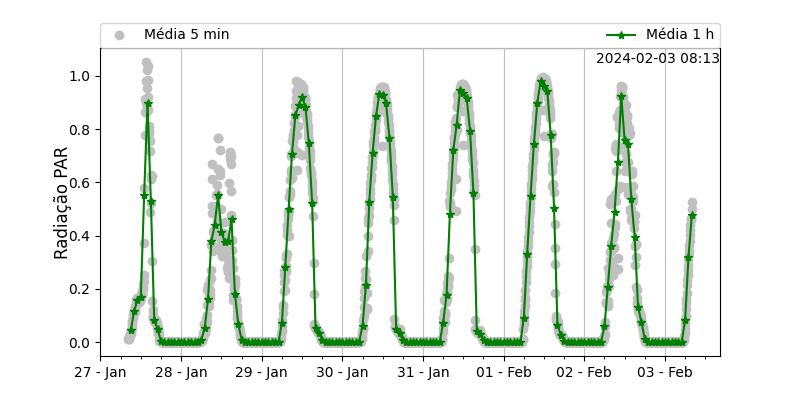 Média 5 min
Média 1 h
2024-02-03 08:13
Radiação PAR
1.0
0.8
0.6
0.4
0.2
0.0
27 - Jan
28 - Jan
29 - Jan
30 - Jan
31 - Jan
01 - Feb
02 - Feb
03 - Feb